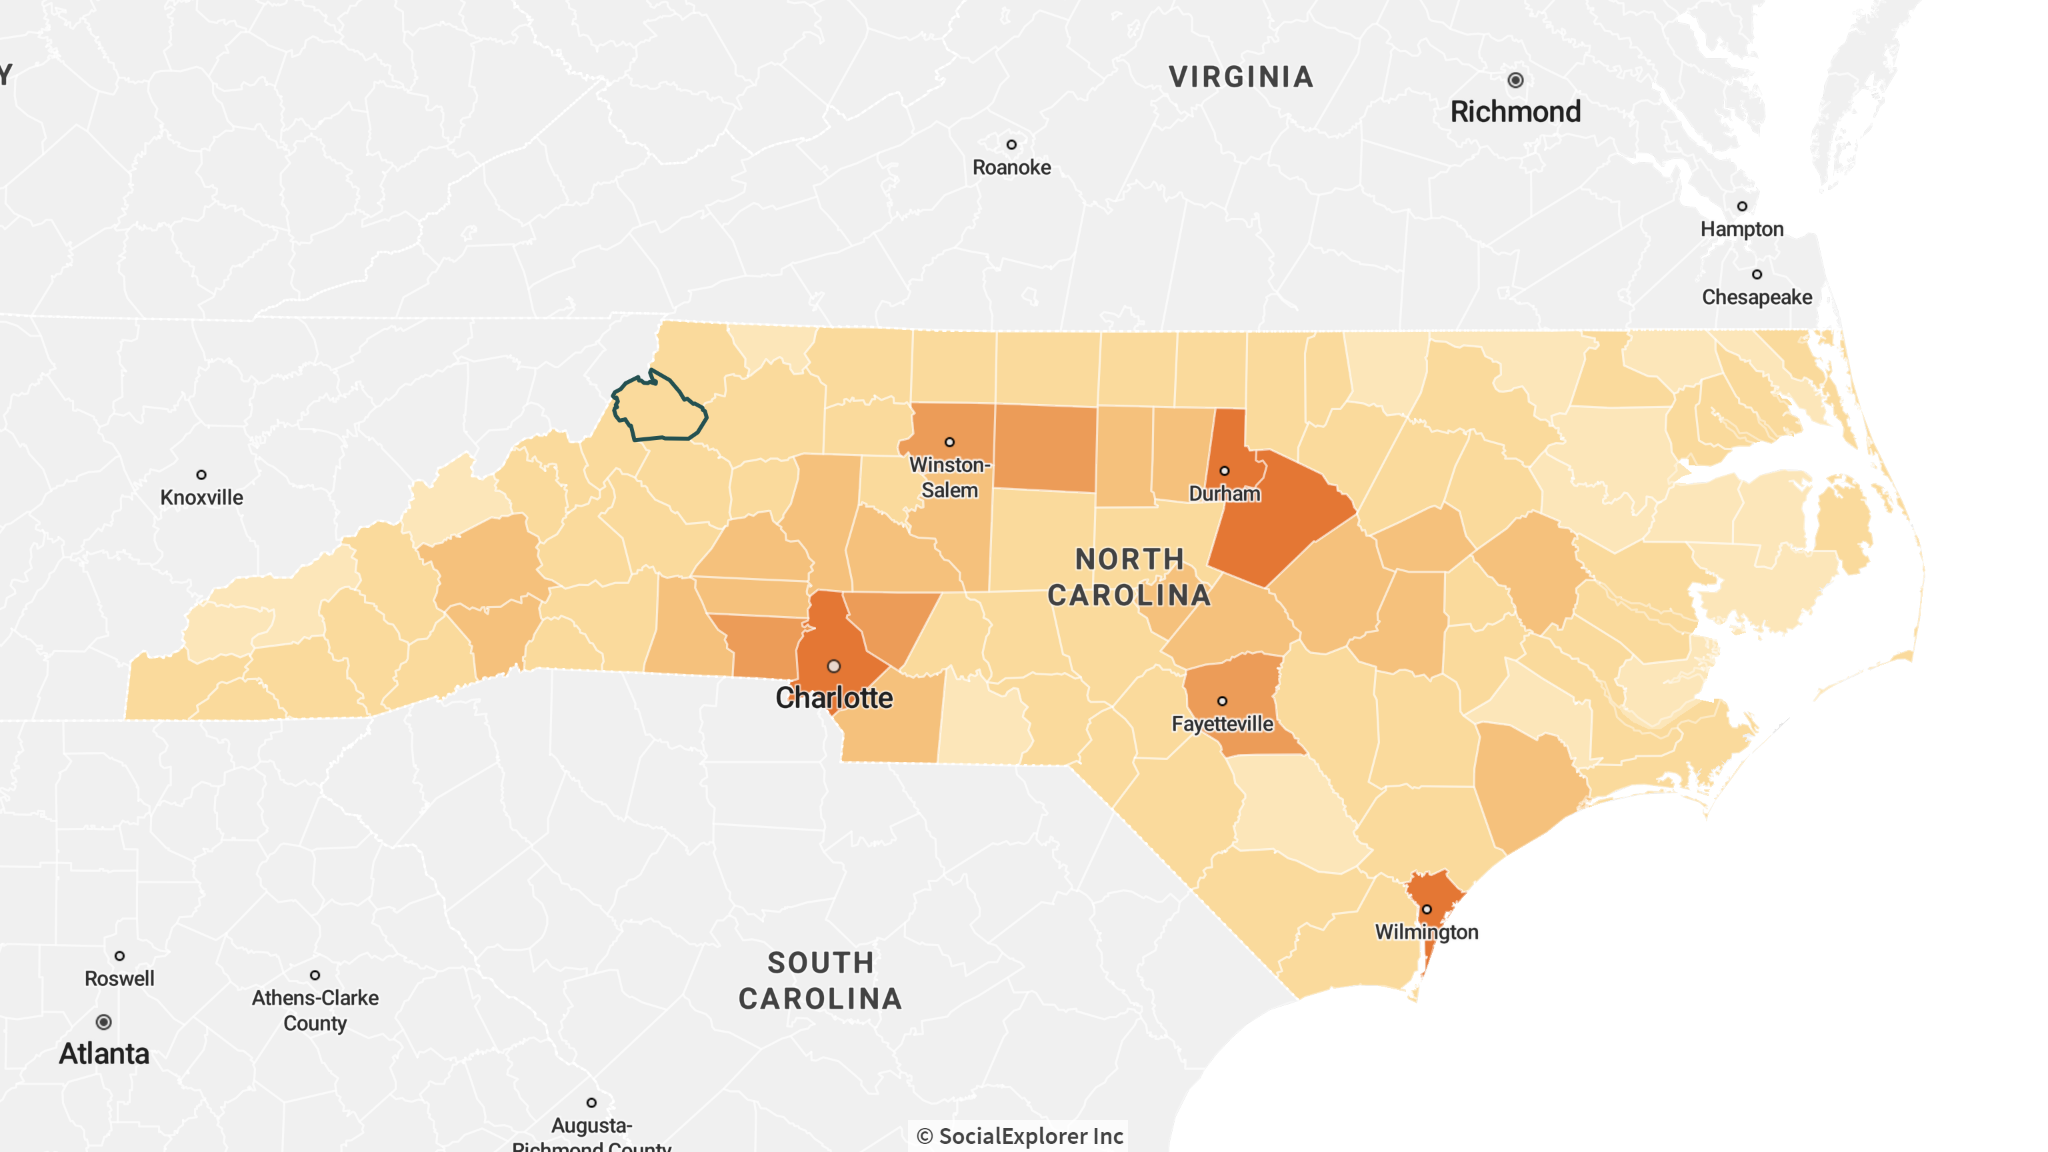 Y
VIRGINIA
Richmond
Roanoke
Hampton
Chesapeake
Knoxville
Winston-
Salem
Durham
NORTH
CAROLINA
Charlotte
Fayetteville
Wilmington
SOUTH
CAROLINA
Roswell
Athens-Clarke
County
Atlanta
Augusta-
Richmond County
© SocialExplorer Inc